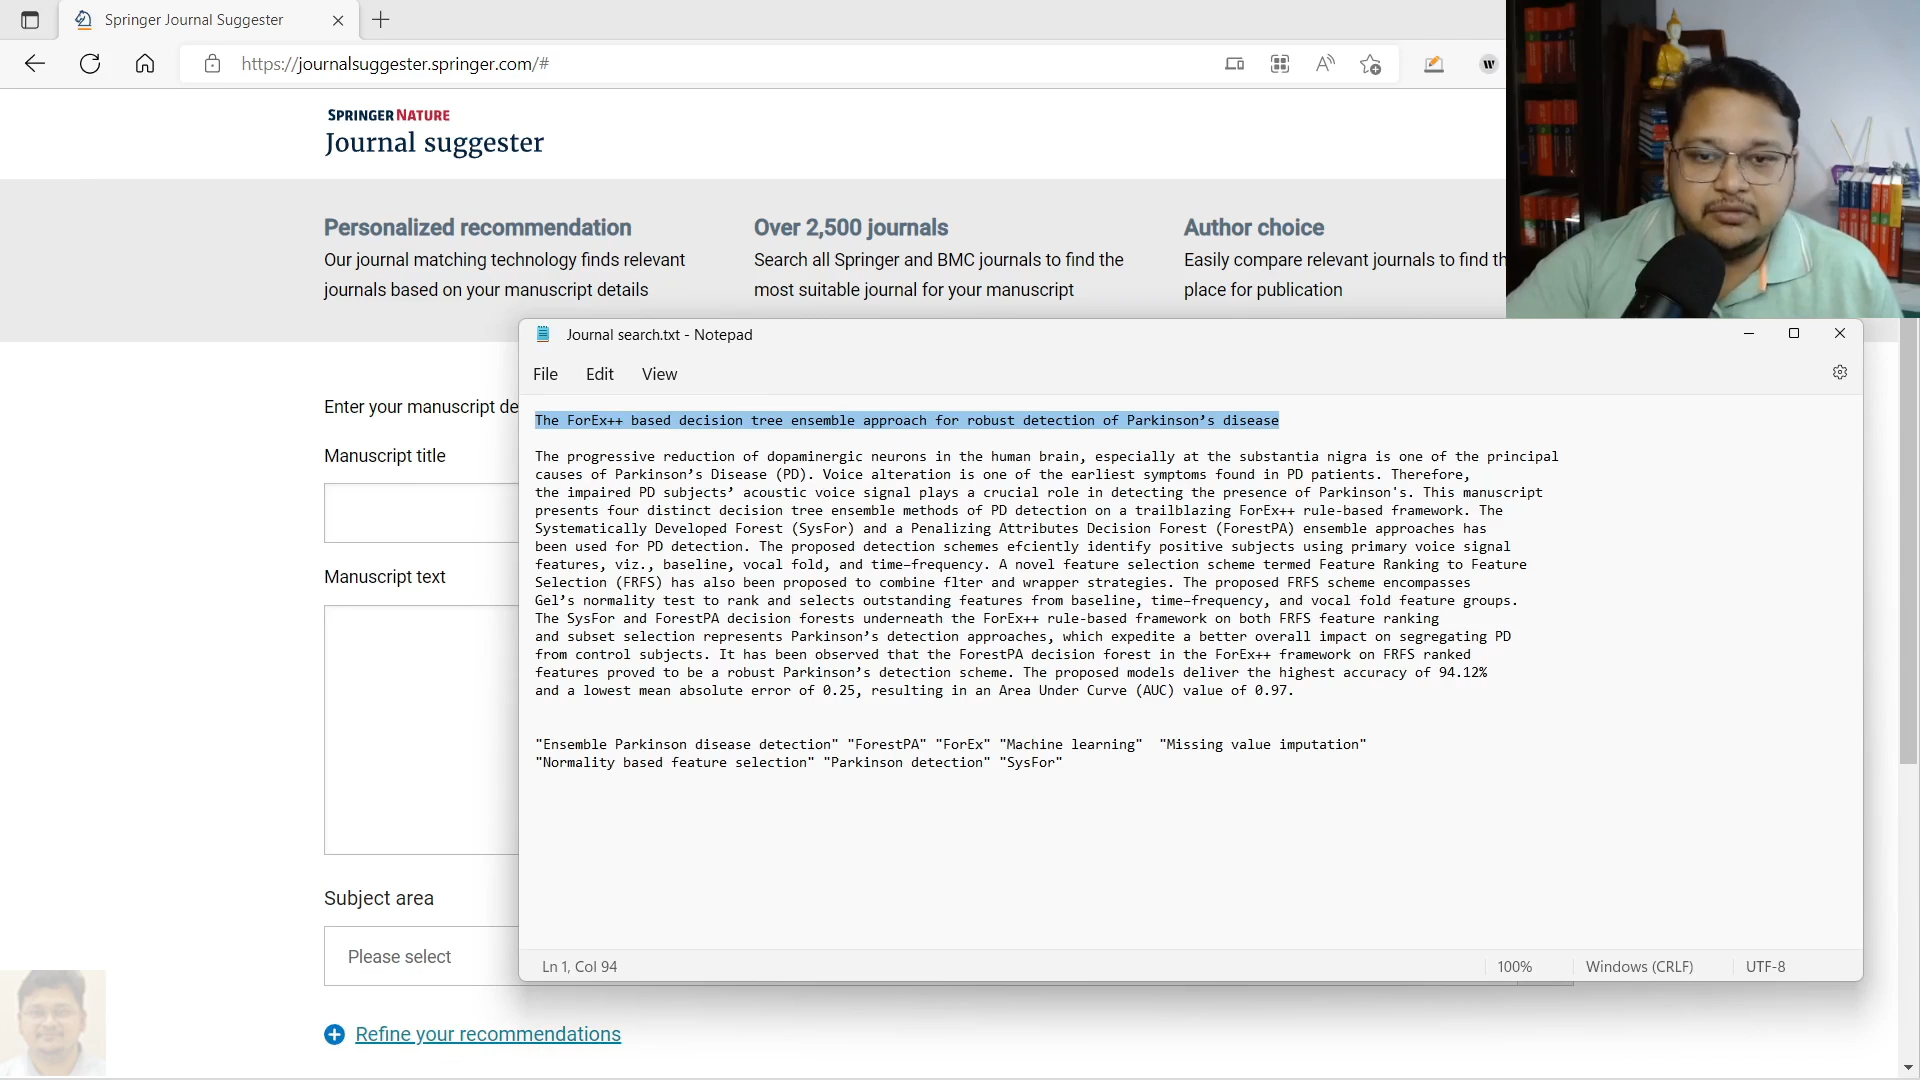 Springer Journal Suggester
https://journalsuggester.springer.com/#
W
SPRINGER NATURE
Journal suggester
Personalized recommendation
Our journal matching technology finds relevant
journals based on your manuscript details
Over 2,500 journals
Search all Springer and BMC journals to find the
most suitable journal for your manuscript
Author choice
Easily compare relevant journals to find th
place for publication
Enter your manuscript de
Manuscript title
Manuscript text
Subject area
Please select
Refine your recommendations
Journal search.txt - Notepad
File Edit View
The ForEx++ based decision tree ensemble approach for robust detection of Parkinson’s disease
The progressive reduction of dopaminergic neurons in the human brain, especially at the substantia nigra is one of the principal
causes of Parkinson’s Disease (PD). Voice alteration is one of the earliest symptoms found in PD patients. Therefore,
the impaired PD subjects’ acoustic voice signal plays a crucial role in detecting the presence of Parkinson's. This manuscript
presents four distinct decision tree ensemble methods of PD detection on a trailblazing ForEx++ rule-based framework. The
Systematically Developed Forest (SysFor) and a Penalizing Attributes Decision Forest (ForestPA) ensemble approaches has
been used for PD detection. The proposed detection schemes efciently identify positive subjects using primary voice signal
features, viz., baseline, vocal fold, and time–frequency. A novel feature selection scheme termed Feature Ranking to Feature
Selection (FRFS) has also been proposed to combine flter and wrapper strategies. The proposed FRFS scheme encompasses
Gel’s normality test to rank and selects outstanding features from baseline, time–frequency, and vocal fold feature groups.
The SysFor and ForestPA decision forests underneath the ForEx++ rule-based framework on both FRFS feature ranking
and subset selection represents Parkinson’s detection approaches, which expedite a better overall impact on segregating PD
from control subjects. It has been observed that the ForestPA decision forest in the ForEx++ framework on FRFS ranked
features proved to be a robust Parkinson’s detection scheme. The proposed models deliver the highest accuracy of 94.12%
and a lowest mean absolute error of 0.25, resulting in an Area Under Curve (AUC) value of 0.97.
"Ensemble Parkinson disease detection" "ForestPA" "ForEx" "Machine learning"  "Missing value imputation"
"Normality based feature selection" "Parkinson detection" "SysFor"
Ln 1, Col 94
100%
Windows (CRLF)
UTF-8